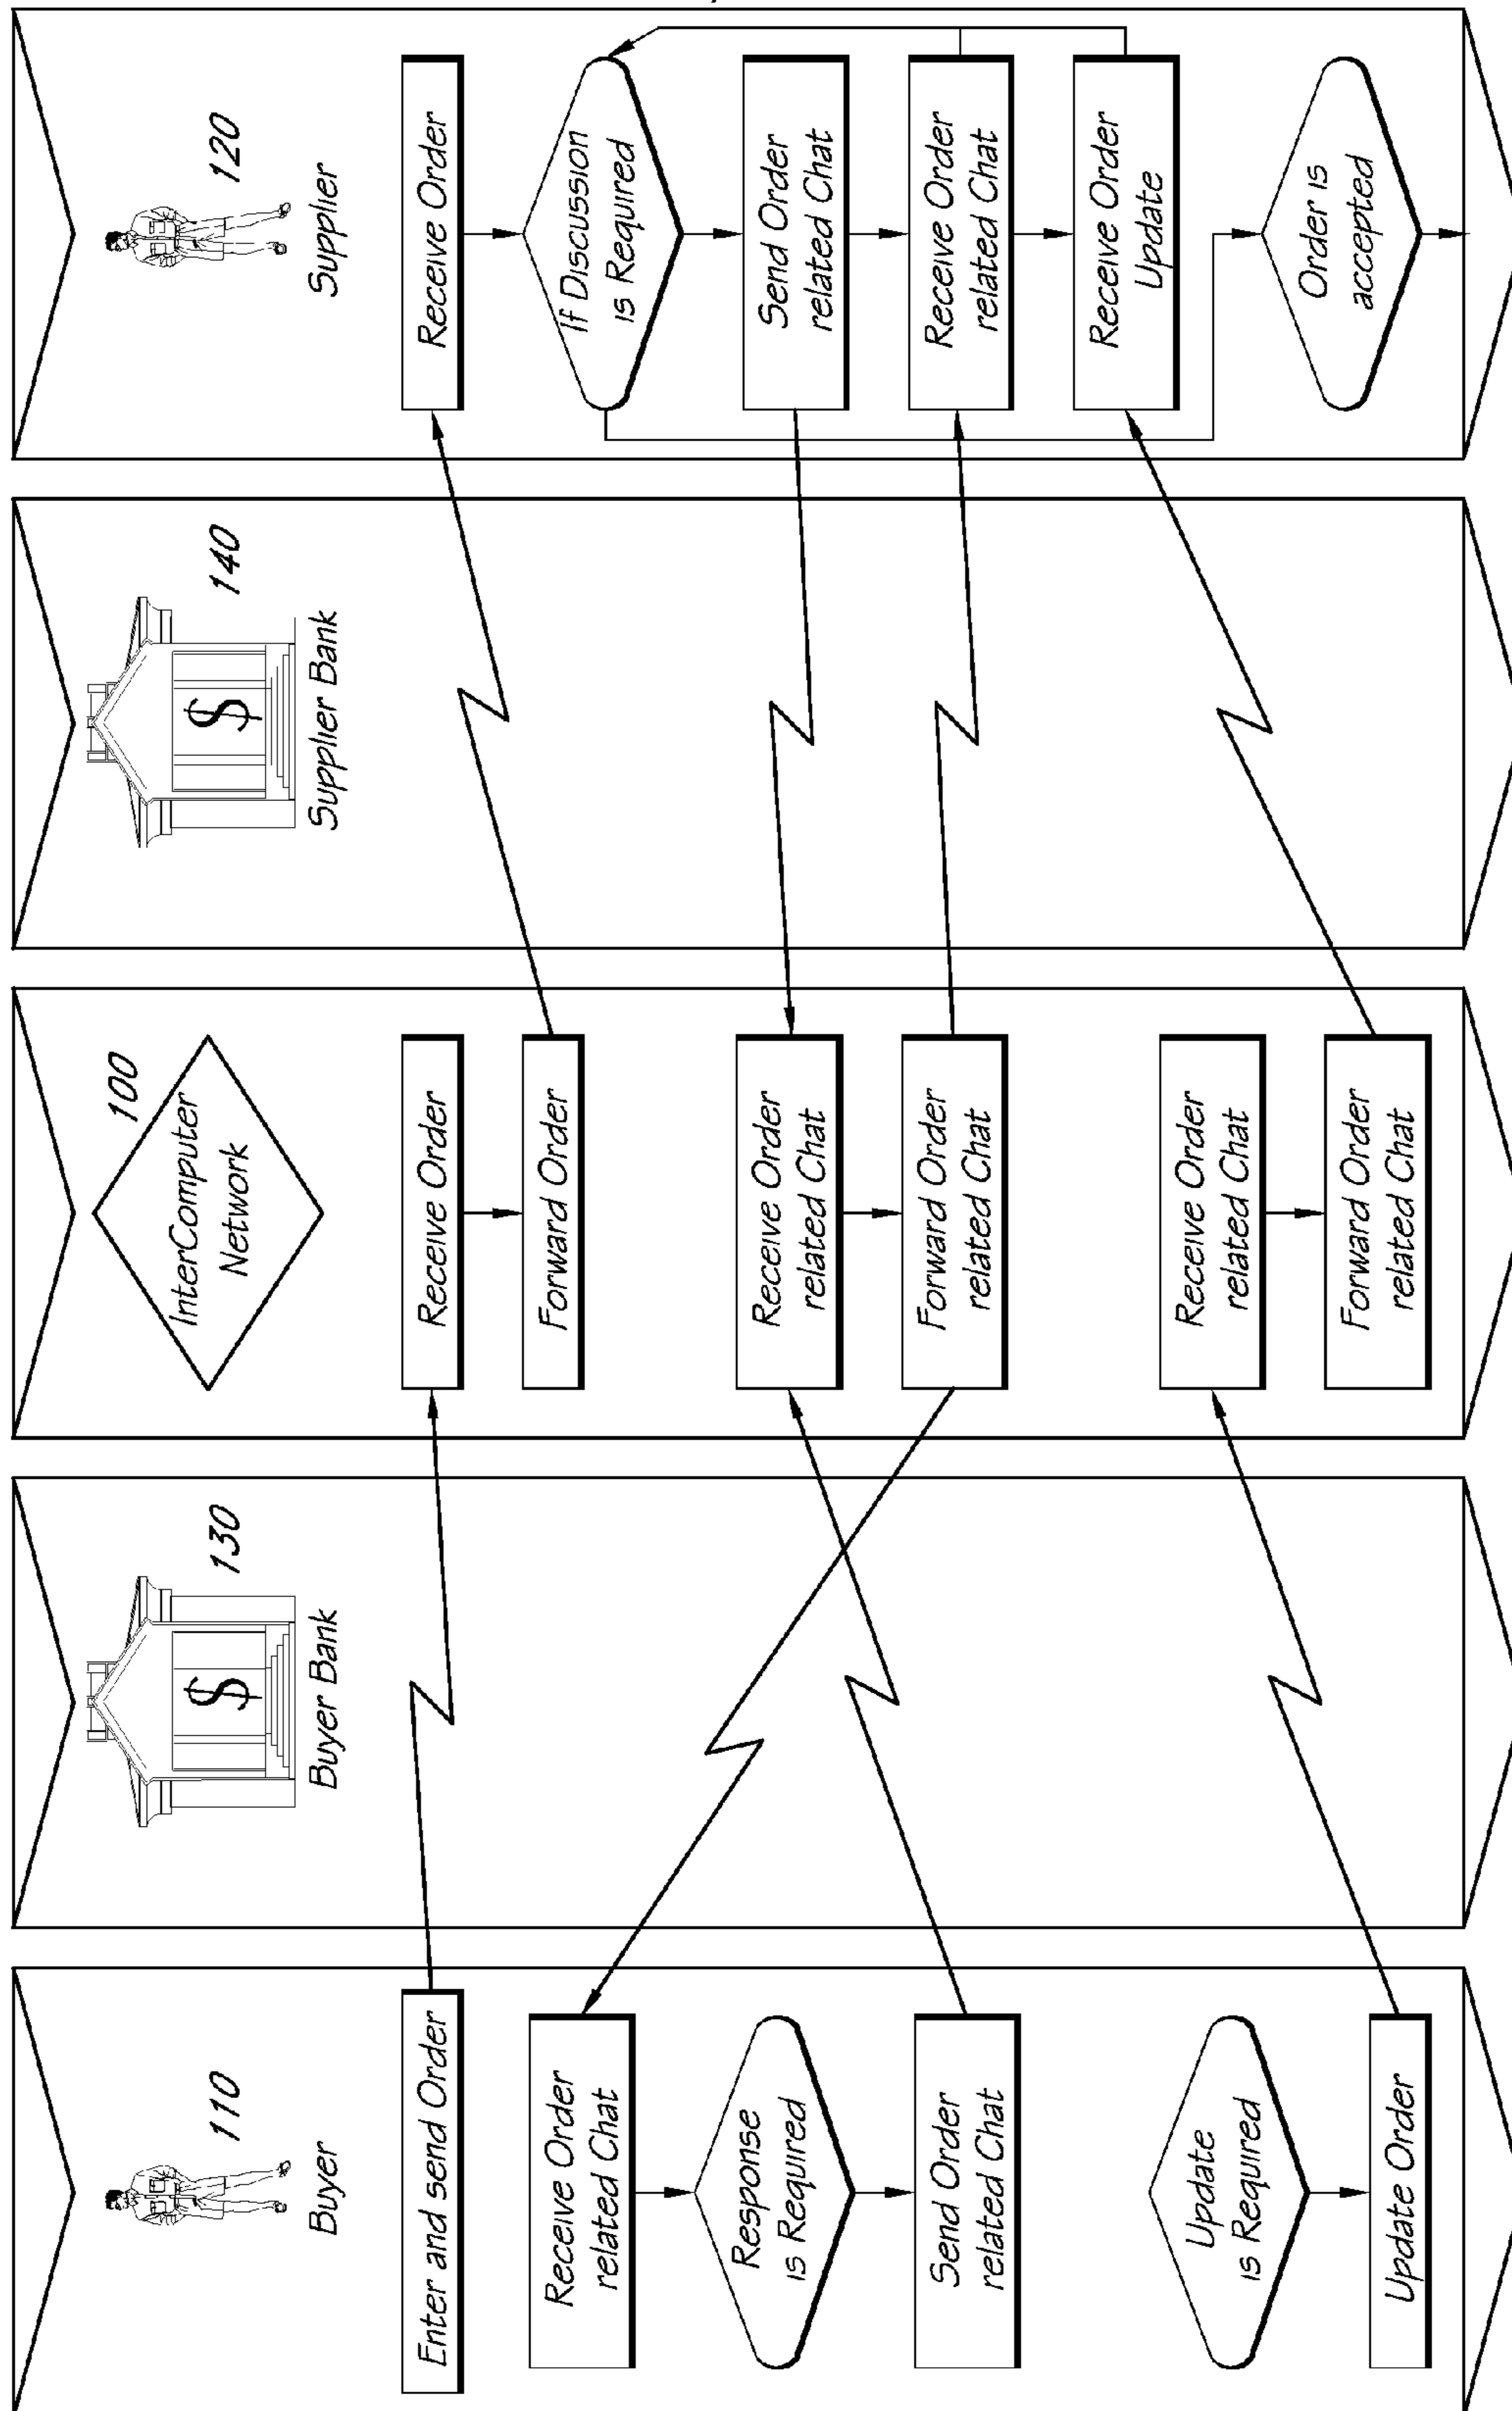 110
Buyer
Enter and send Order
Receive Order
related Chat
Response
is Required
Send Order
related Chat
Update
is Required
Update Order
130
$
Buyer Bank
100
InterComputer
Network
Receive Order
Forward Order
Receive Order
related Chat
Forward Order
related Chat
Receive Order
related Chat
Forward Order
related Chat
140
$
Supplier Bank
120
Supplier
Receive Order
If Discussion
is Required
Send Order
related Chat
Receive Order
related Chat
Receive Order
Update
Order is
accepted